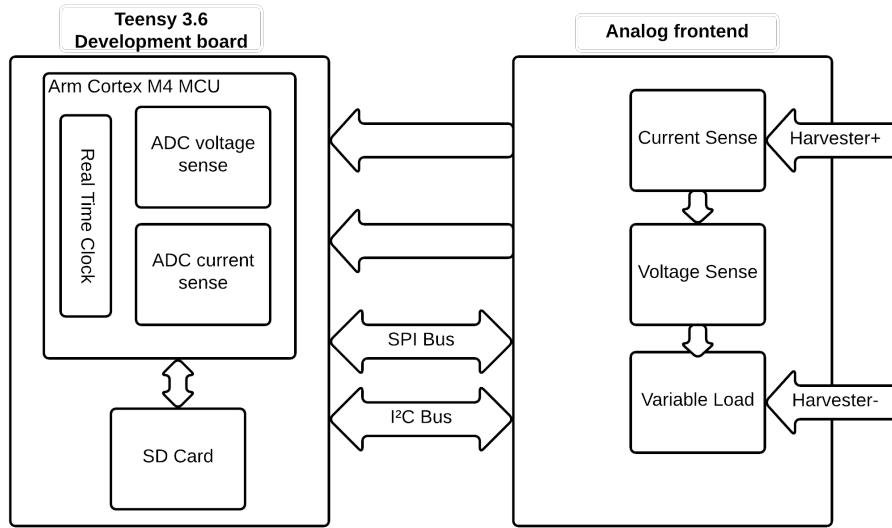 Teensy 3.6
Development board
Analog frontend
Arm Cortex M4 MCU
Real Time Clock
ADC voltage
sense
ADC current
sense
SD Card
SPI Bus
I²C Bus
Current Sense
Voltage Sense
Variable Load
Harvester+
Harvester-